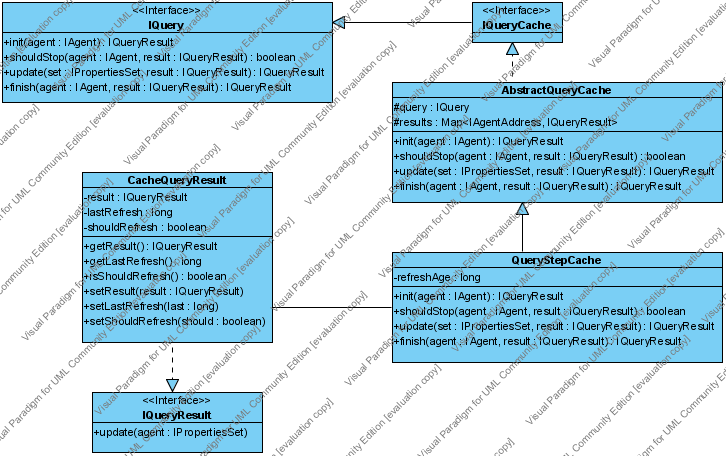 <<Interface>>
IQuery
+init(agent : IAgent) : IQueryResult
+shouldStop(agent : IAgent, result : IQueryResult) : boolean
+update(set : IPropertiesSet, result : IQueryResult) : IQueryResult
+finish(agent : IAgent, result : IQueryResult) : IQueryResult
<<Interface>>
IQueryCache
AbstractQueryCache
#query : IQuery
#results : Map<IAgentAddress, IQueryResult>
+init(agent : IAgent) : IQueryResult
+shouldStop(agent : IAgent, result : IQueryResult) : boolean
+update(set : IPropertiesSet, result : IQueryResult) : IQueryResult
+finish(agent : IAgent, result : IQueryResult) : IQueryResult
CacheQueryResult
-result : IQueryResult
-lastRefresh : long
-shouldRefresh : boolean
+getResult() : IQueryResult
+getLastRefresh() : long
+isShouldRefresh() : boolean
+setResult(result : IQueryResult)
+setLastRefresh(last : long)
+setShouldRefresh(should : boolean)
QueryStepCache
-refreshAge : long
+init(agent : IAgent) : IQueryResult
+shouldStop(agent : IAgent, result : IQueryResult) : boolean
+update(set : IPropertiesSet, result : IQueryResult) : IQueryResult
+finish(agent : IAgent, result : IQueryResult) : IQueryResult
<<Interface>>
IQueryResult
+update(agent : IPropertiesSet)
Visual Paradigm for UML Community Edition [evaluation copy]